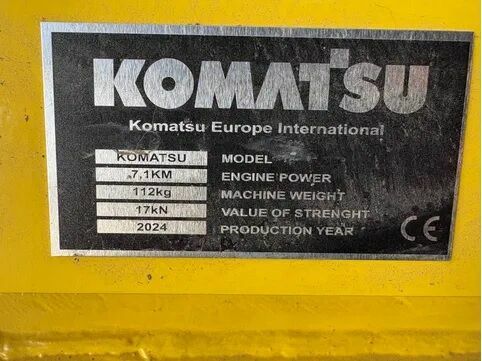 KOMATSU
Komatsu Europe International
KOMATSU MODEL
7,1KM ENGINE POWER
112kg MACHINE WEIGHT
17kN VALUE OF STRENGHT
2024 PRODUCTION YEAR
CE